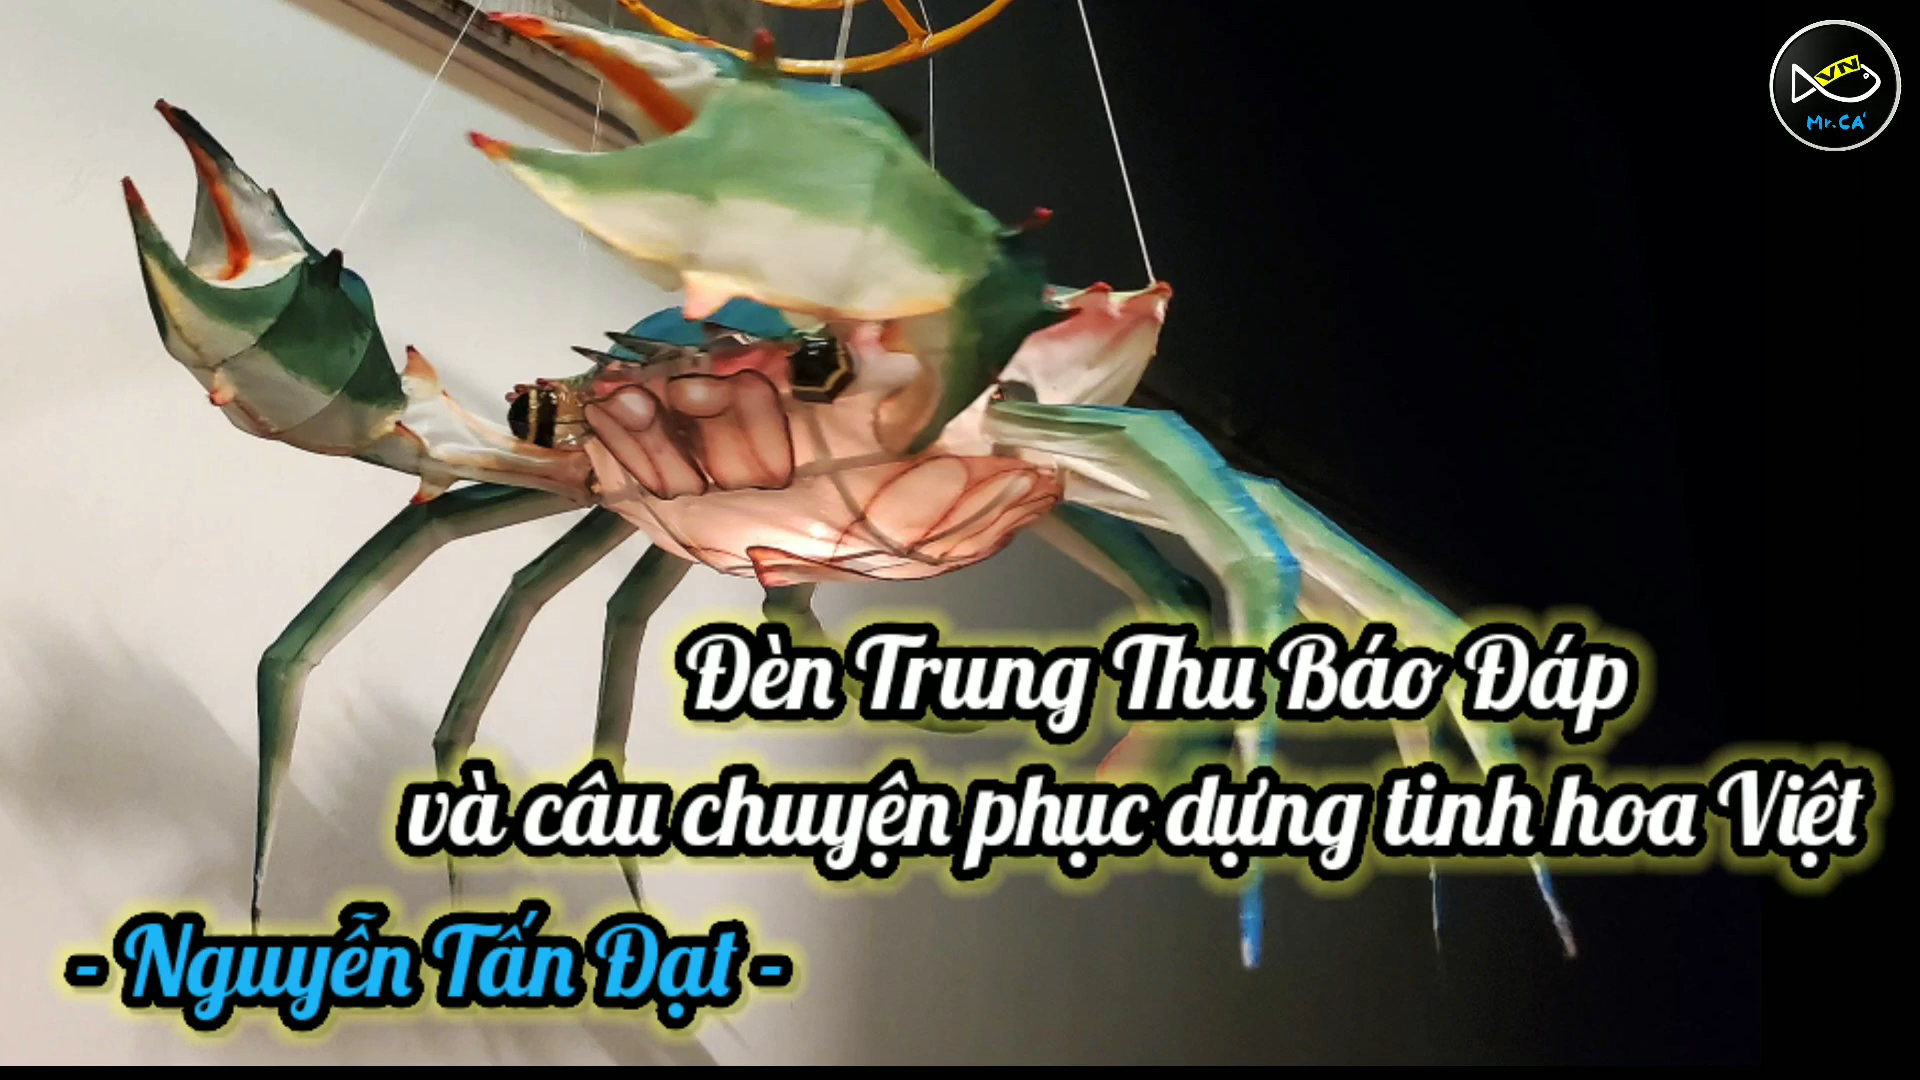 VN
Mr.CÁ
Đèn Trung Thu Báo Đáp
và câu chuyện phục dựng tinh hoa Việt
- Nguyễn Tấn Đạt -